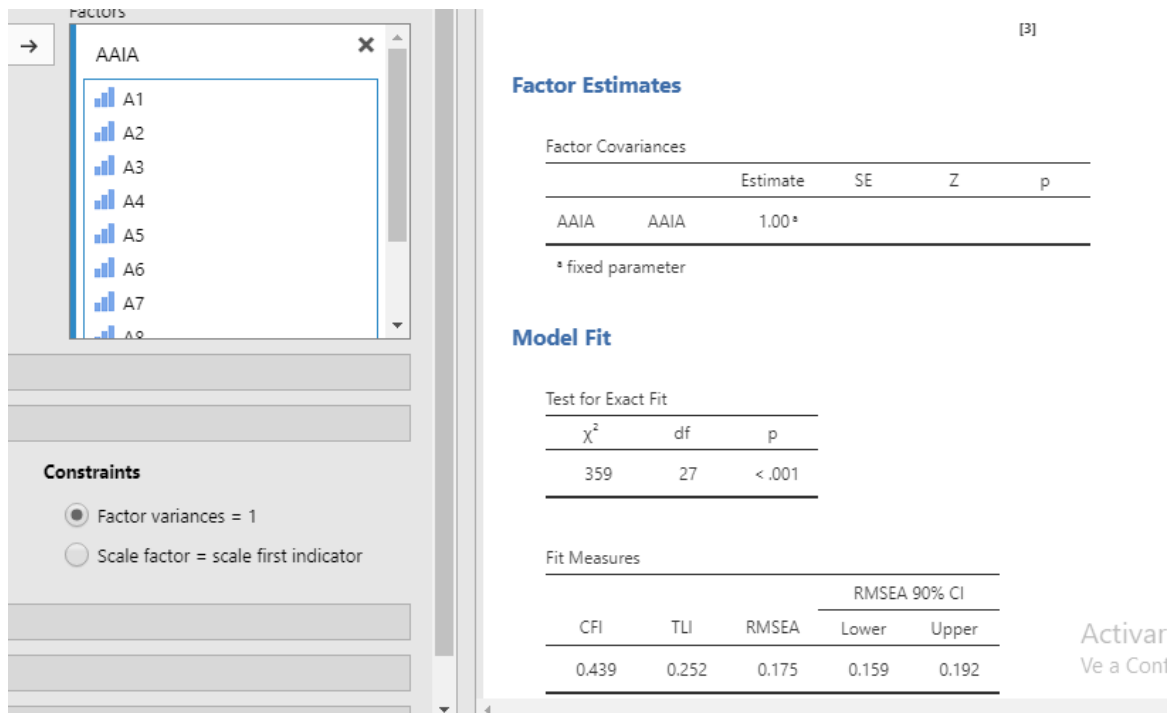 Factors
AAIA
A1
A2
A3
A4
A5
A6
A7
A8
Constraints
Factor variances = 1
Scale factor = scale first indicator
[3]
Factor Estimates
Factor Covariances
Estimate SE Z p
AAIA AAIA 1.00 ᵃ
ᵃ fixed parameter
Model Fit
Test for Exact Fit
χ² df p
359 27 < .001
Fit Measures
RMSEA 90% CI
CFI TLI RMSEA Lower Upper
0.439 0.252 0.175 0.159 0.192
Activar
Ve a Conf